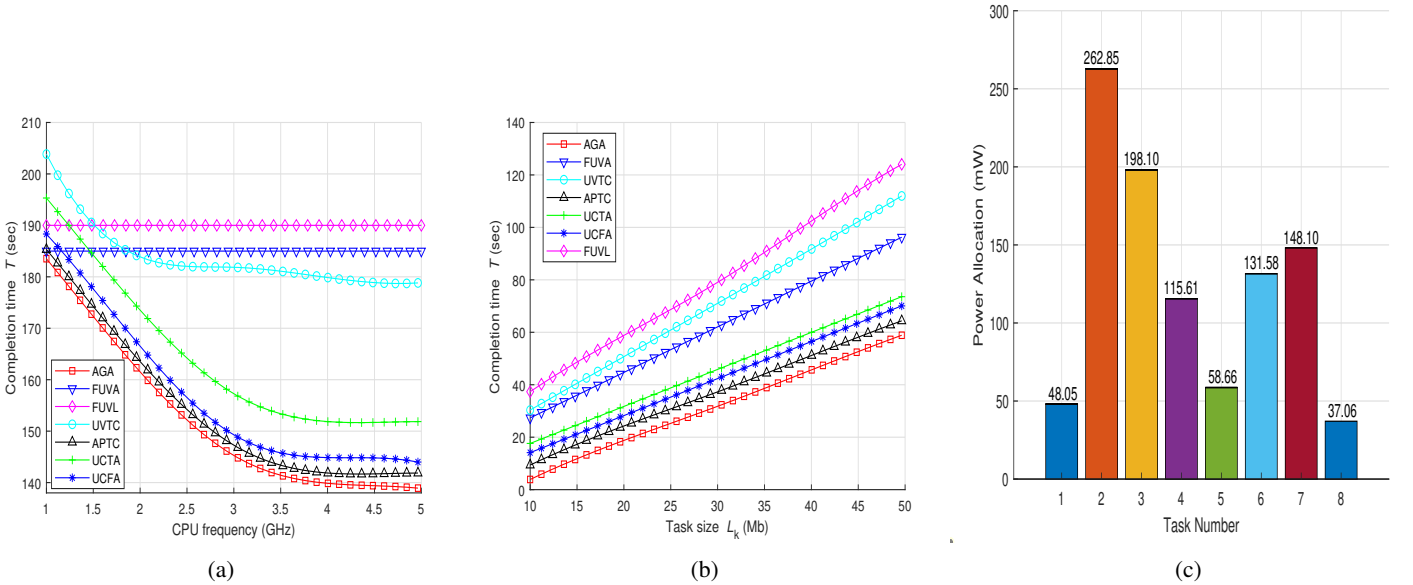 210
200
190
180
170
160
150
140
Completion time T (sec)
AGA
FUVA
FUVL
UVTC
APTC
UCTA
UCFA
1 1.5 2 2.5 3 3.5 4 4.5 5
CPU frequency (GHz)
(a)
140
120
100
80
60
40
20
0
Completion time T (sec)
AGA
FUVA
UVTC
APTC
UCTA
UCFA
FUVL
10 15 20 25 30 35 40 45 50
Task size Lk (Mb)
(b)
300
250
200
150
100
50
0
Power Allocation (mW)
48.05
262.85
198.10
115.61
58.66
131.58
148.10
37.06
1 2 3 4 5 6 7 8
Task Number
(c)